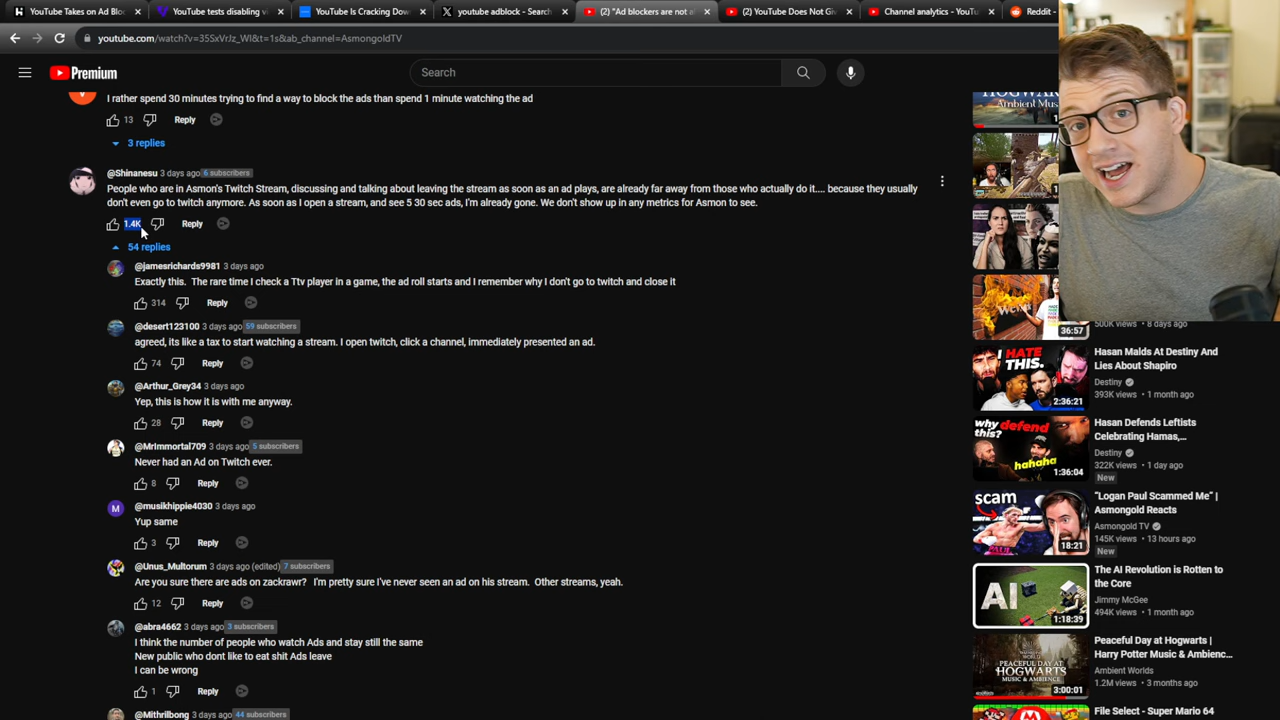 YouTube Takes on Ad Blo
YouTube tests disabling vi
YouTube Is Cracking Dow
youtube adblock - Search
(2) "Ad blockers are not a
(2) YouTube Does Not Giv
Channel analytics - YouTu
Reddit -
youtube.com/watch?v=35SxVrJz_WI&t=1s&ab_channel=AsmongoldTV
Premium
Search
I rather spend 30 minutes trying to find a way to block the ads than spend 1 minute watching the ad
13 Reply
3 replies
@Shinanesu 3 days ago 6 subscribers
People who are in Asmon's Twitch Stream, discussing and talking about leaving the stream as soon as an ad plays, are already far away from those who actually do it.... because they usually
don't even go to twitch anymore. As soon as I open a stream, and see 5 30 sec ads, I'm already gone. We don't show up in any metrics for Asmon to see.
1.4K Reply
54 replies
@jamesrichards9981 3 days ago
Exactly this. The rare time I check a Ttv player in a game, the ad roll starts and I remember why I don't go to twitch and close it
314 Reply
@desert123100 3 days ago 59 subscribers
agreed, its like a tax to start watching a stream. I open twitch, click a channel, immediately presented an ad.
74 Reply
@Arthur_Grey34 3 days ago
Yep, this is how it is with me anyway.
28 Reply
@MrImmortal709 3 days ago 5 subscribers
Never had an Ad on Twitch ever.
8 Reply
M
@musikhippie4030 3 days ago
Yup same
3 Reply
@Unus_Multorum 3 days ago (edited) 7 subscribers
Are you sure there are ads on zackrawr? I'm pretty sure I've never seen an ad on his stream. Other streams, yeah.
12 Reply
@abra4662 3 days ago 3 subscribers
I think the number of people who watch Ads and stay still the same
New public who dont like to eat shit Ads leave
I can be wrong
1 Reply
@Mithrilbong 3 days ago 44 subscribers
HOGWARTS
Ambient Mus
36:57
500K views • 8 days ago
I HATE
THIS.
2:36:21
Hasan Maids At Destiny And
Lies About Shapiro
Destiny
393K views • 1 month ago
why defend
this?
hahaha
1:36:04
Hasan Defends Leftists
Celebrating Hamas,...
Destiny
322K views • 1 day ago
New
scam
18:21
"Logan Paul Scammed Me" |
Asmongold Reacts
Asmongold TV
145K views • 13 hours ago
New
AI
1:18:39
The AI Revolution is Rotten to
the Core
Jimmy McGee
494K views • 1 month ago
PEACEFUL DAY AT
HOGWARTS
MUSIC & AMBIENCE
3:00:01
Peaceful Day at Hogwarts |
Harry Potter Music & Ambienc...
Ambient Worlds
1.2M views • 3 months ago
File Select - Super Mario 64